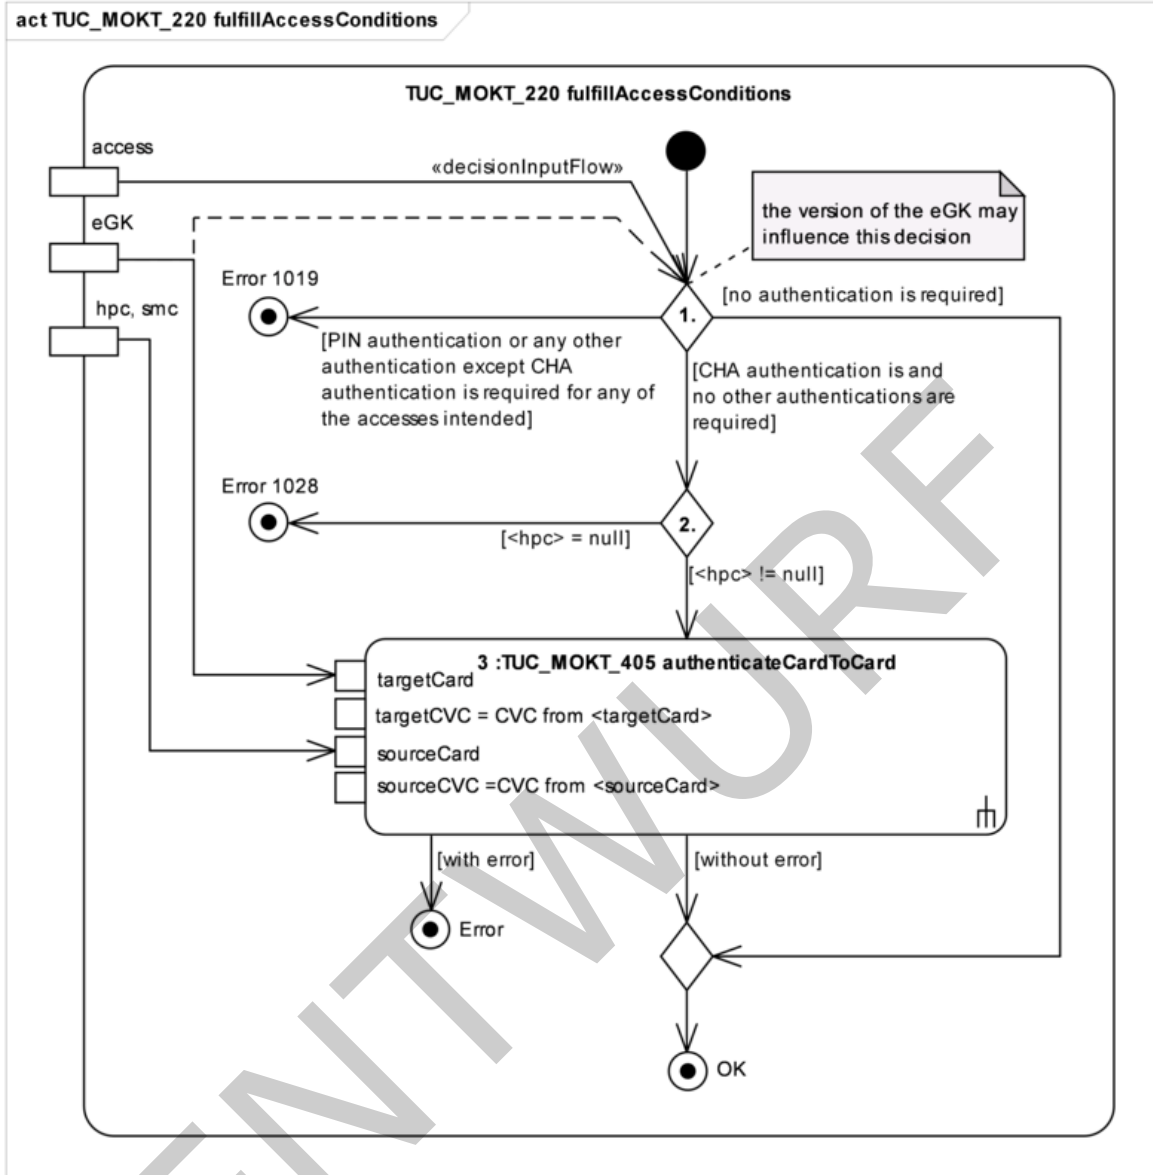 act TUC_MOKT_220 fulfillAccessConditions
TUC_MOKT_220 fulfillAccessConditions
access
«decisionInputFlow»
the version of the eGK may
influence this decision
eGK
Error 1019
[no authentication is required]
hpc, smc
1.
[PIN authentication or any other
authentication except CHA
authentication is required for any of
the accesses intended]
[CHA authentication is and
no other authentications are
required]
Error 1028
2.
[<hpc> = null]
[<hpc> != null]
3 :TUC_MOKT_405 authenticateCardToCard
targetCard
targetCVC = CVC from <targetCard>
sourceCard
sourceCVC =CVC from <sourceCard>
[with error]
[without error]
Error
OK
ENTWURF